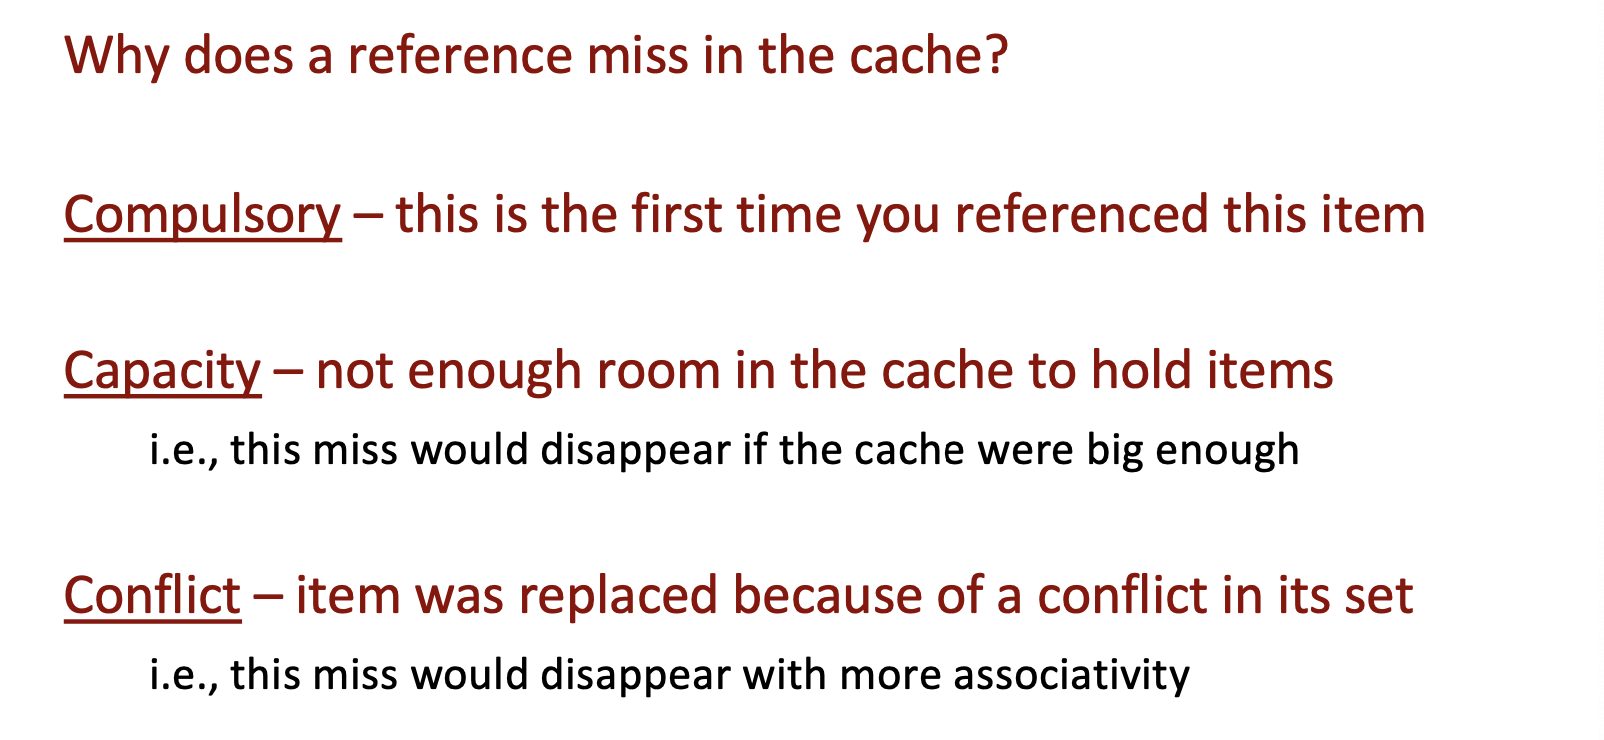 Why does a reference miss in the cache?
Compulsory – this is the first time you referenced this item
Capacity – not enough room in the cache to hold items
i.e., this miss would disappear if the cache were big enough
Conflict – item was replaced because of a conflict in its set
i.e., this miss would disappear with more associativity